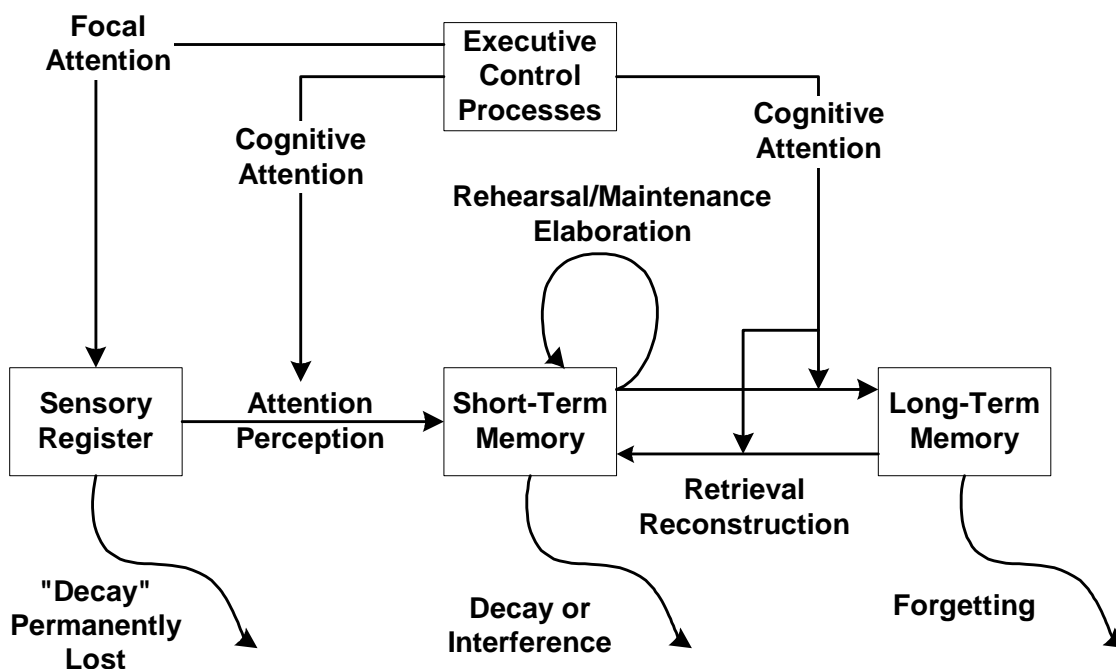 Focal
Attention
Executive
Control
Processes
Cognitive
Attention
Cognitive
Attention
Rehearsal/Maintenance
Elaboration
Sensory
Register
Attention
Perception
Short-Term
Memory
Long-Term
Memory
Retrieval
Reconstruction
"Decay"
Permanently
Lost
Decay or
Interference
Forgetting